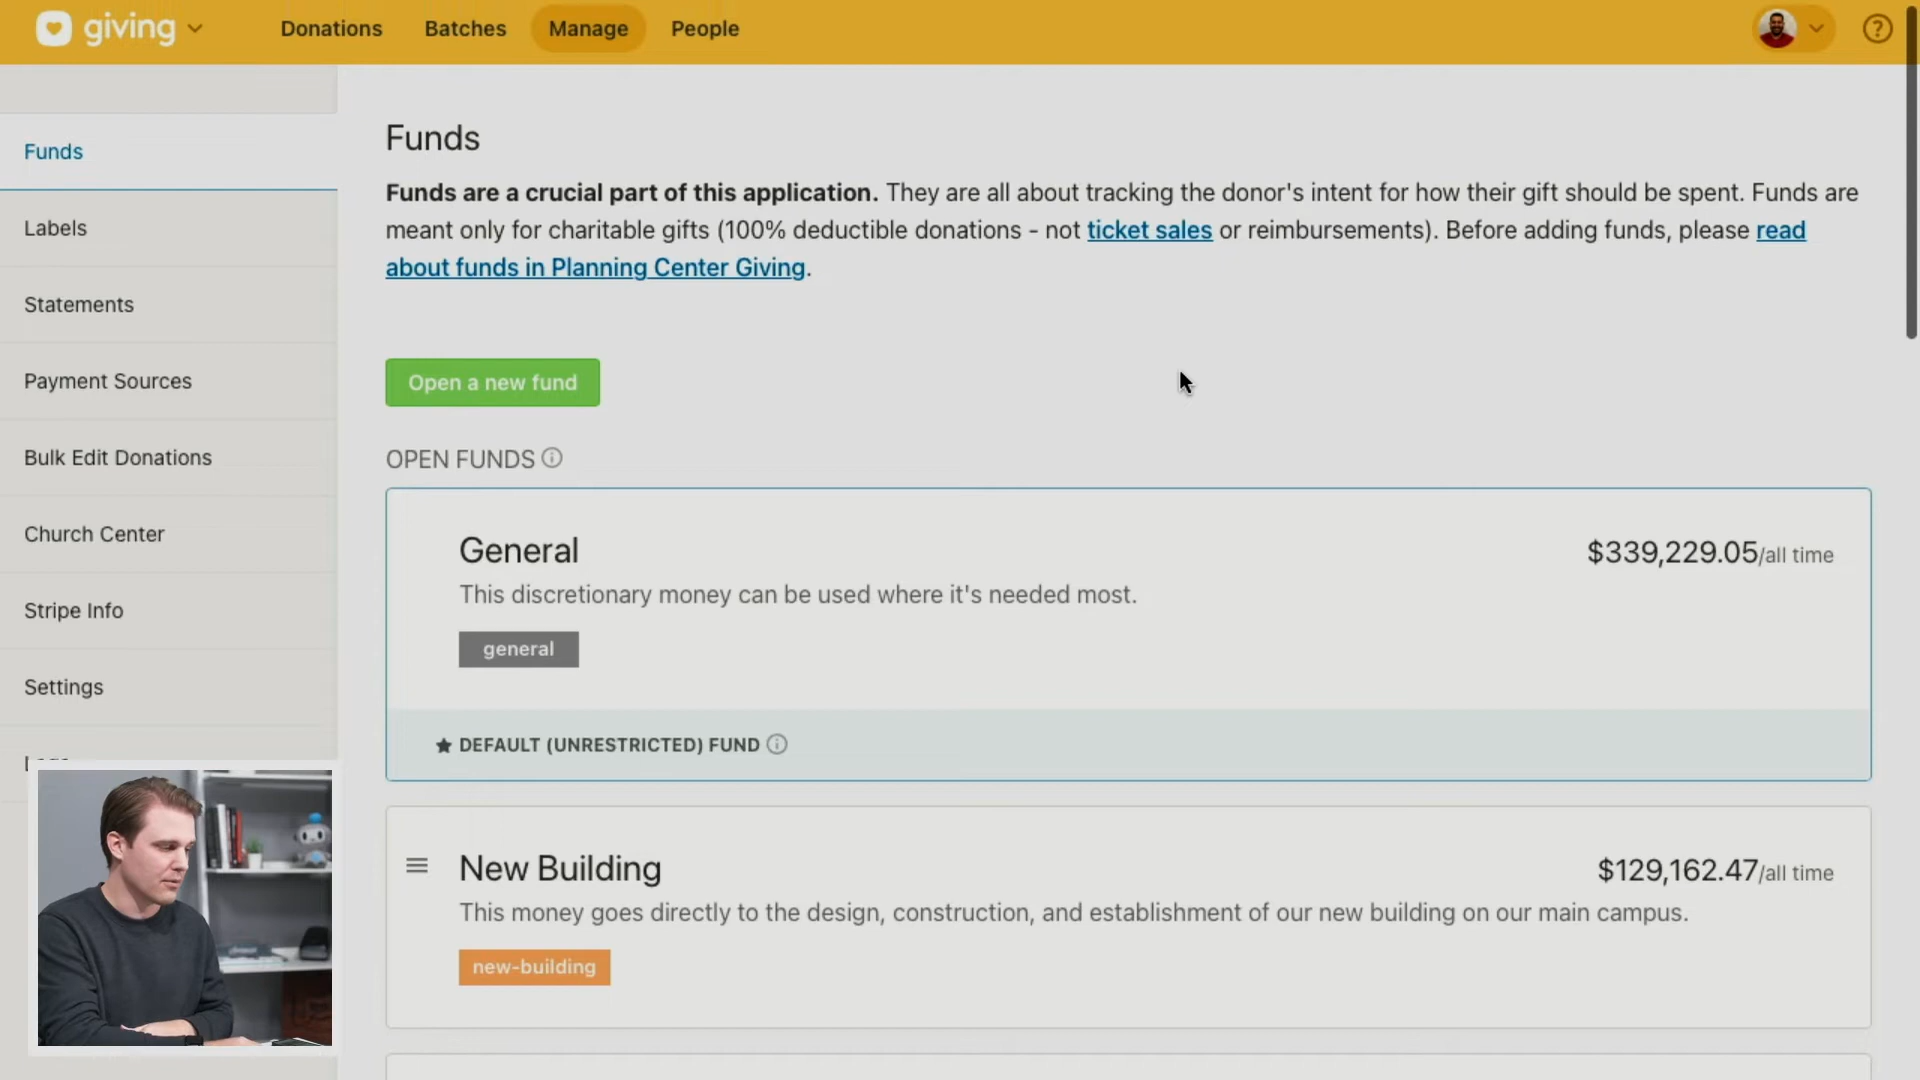 giving
Donations
Batches
Manage
People
Funds
Labels
Statements
Payment Sources
Bulk Edit Donations
Church Center
Stripe Info
Settings
Funds
Funds are a crucial part of this application. They are all about tracking the donor's intent for how their gift should be spent. Funds are
meant only for charitable gifts (100% deductible donations - not ticket sales or reimbursements). Before adding funds, please read
about funds in Planning Center Giving.
Open a new fund
OPEN FUNDS
General
$339,229.05/all time
This discretionary money can be used where it's needed most.
general
DEFAULT (UNRESTRICTED) FUND
New Building
$129,162.47/all time
This money goes directly to the design, construction, and establishment of our new building on our main campus.
new-building